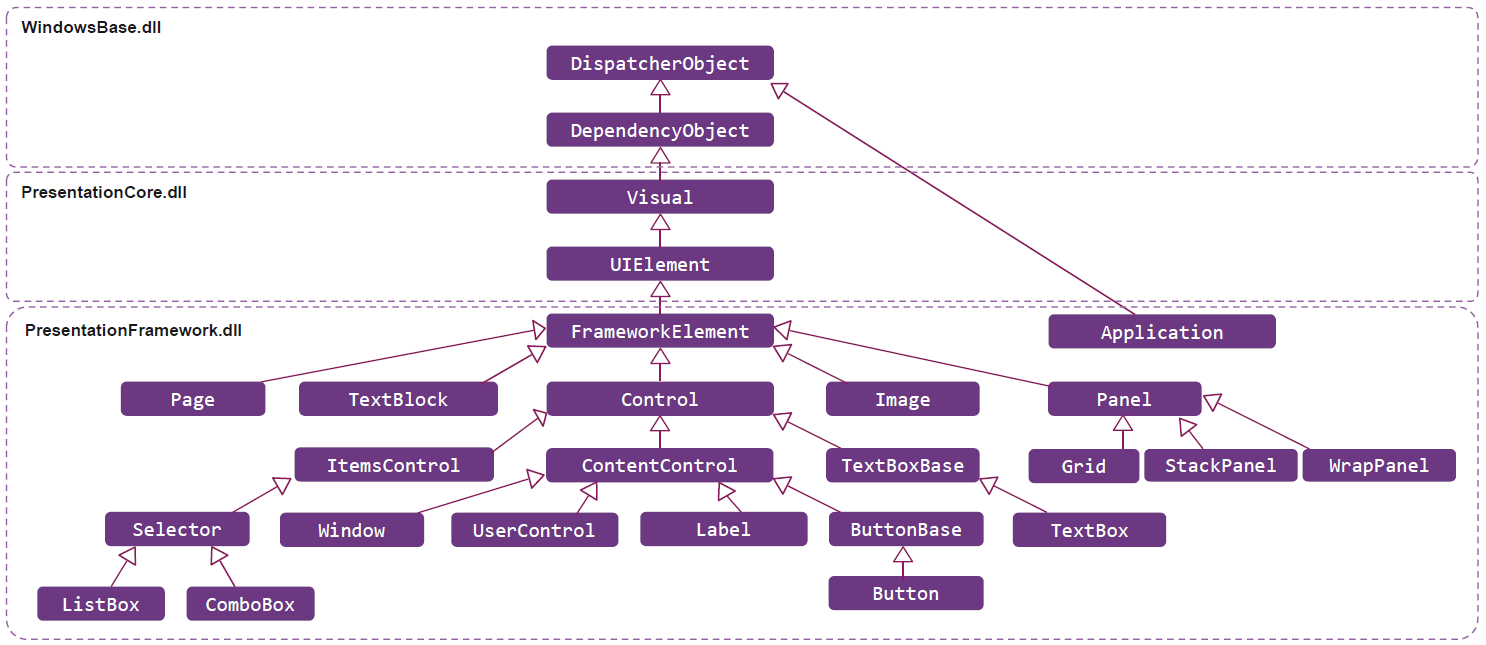 WindowsBase.dll
DispatcherObject
DependencyObject
PresentationCore.dll
Visual
UIElement
PresentationFramework.dll
FrameworkElement
Application
Page
TextBlock
Control
Image
Panel
ItemsControl
ContentControl
TextBoxBase
Grid
StackPanel
WrapPanel
Selector
Window
UserControl
Label
ButtonBase
TextBox
ListBox
ComboBox
Button